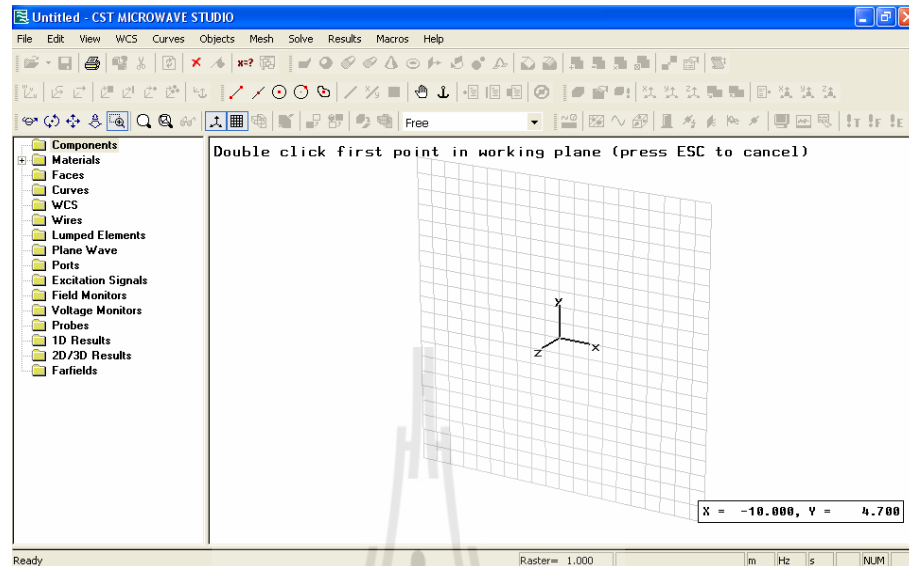 Untitled - CST MICROWAVE STUDIO
File Edit View WCS Curves Objects Mesh Solve Results Macros Help
x=?
Free
Components
Materials
Faces
Curves
WCS
Wires
Lumped Elements
Plane Wave
Ports
Excitation Signals
Field Monitors
Voltage Monitors
Probes
1D Results
2D/3D Results
Farfields
Double click first point in working plane (press ESC to cancel)
y
x
z
X = -10.000, Y = 4.700
Ready Raster= 1.000 m Hz s NUM